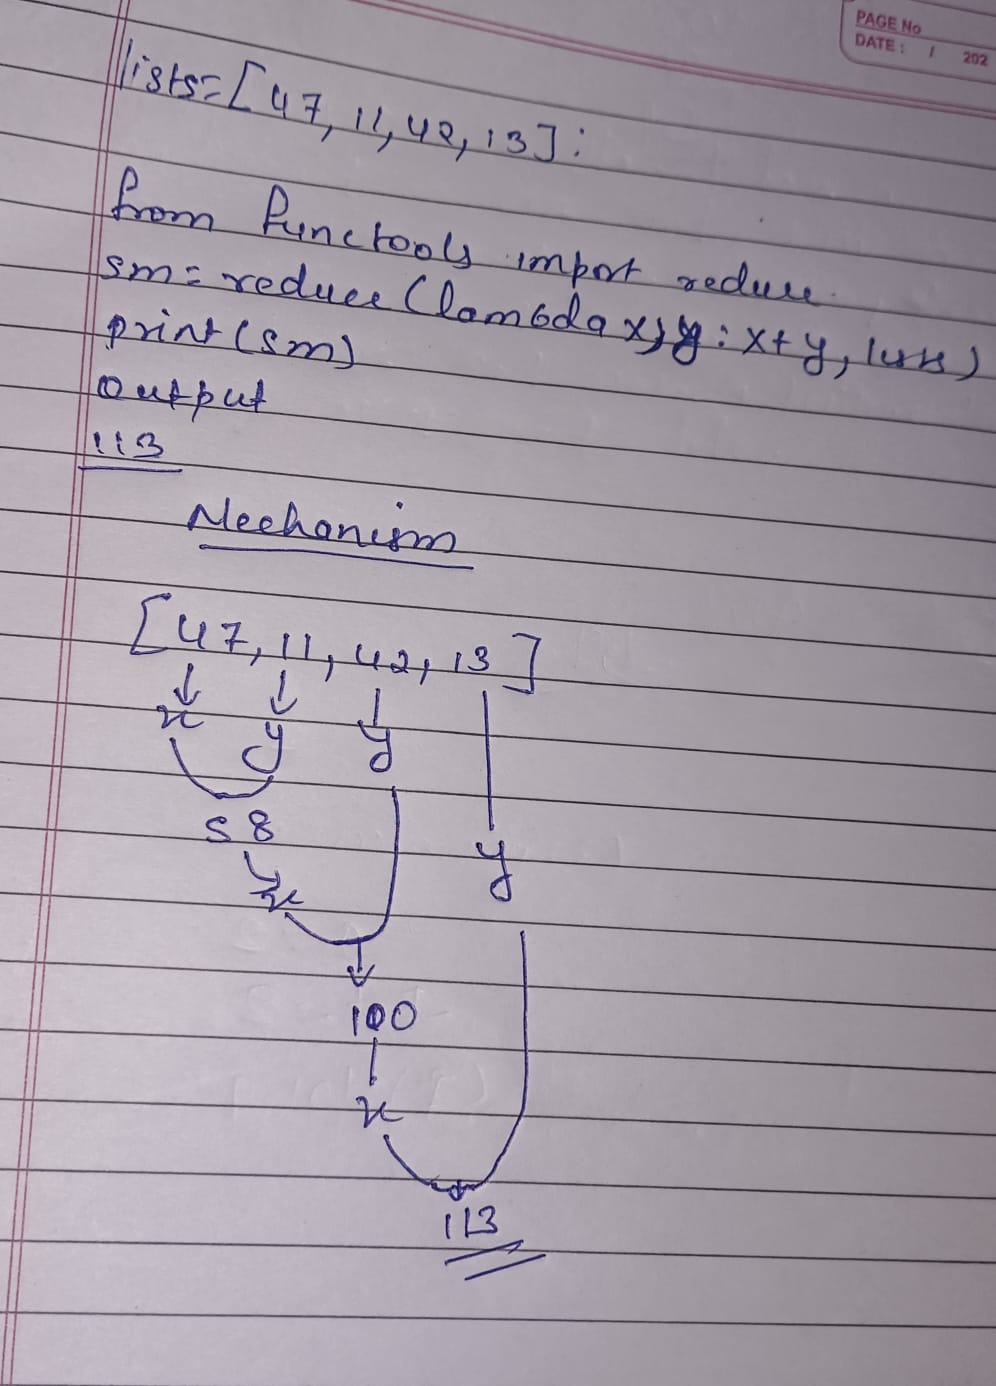 PAGE No
DATE: / 202
lists=[47, 11, 42, 13]:
from functools import reduce
sm= reduce (lambda x, y: x+y, lists)
print(sm)
Output
113
Mechanism
[47, 11, 42, 13]
x y y
58
y
x
100
x
113